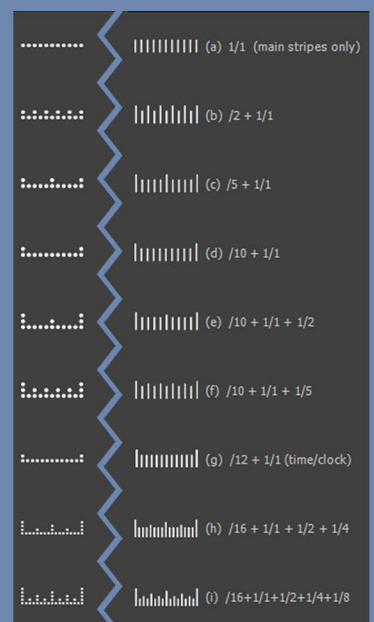 (a) 1/1 (main stripes only)
(b) /2 + 1/1
(c) /5 + 1/1
(d) /10 + 1/1
(e) /10 + 1/1 + 1/2
(f) /10 + 1/1 + 1/5
(g) /12 + 1/1 (time/clock)
(h) /16 + 1/1 + 1/2 + 1/4
(i) /16+1/1+1/2+1/4+1/8